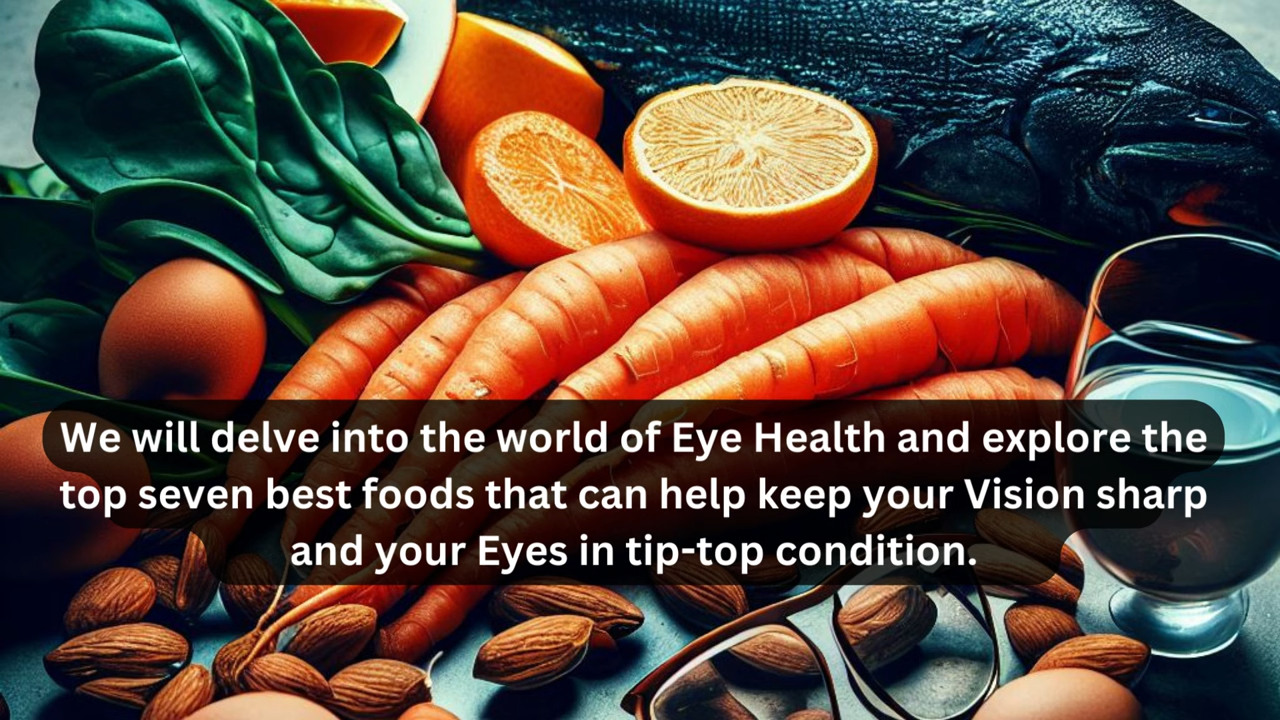 We will delve into the world of Eye Health and explore the
top seven best foods that can help keep your Vision sharp
and your Eyes in tip-top condition.